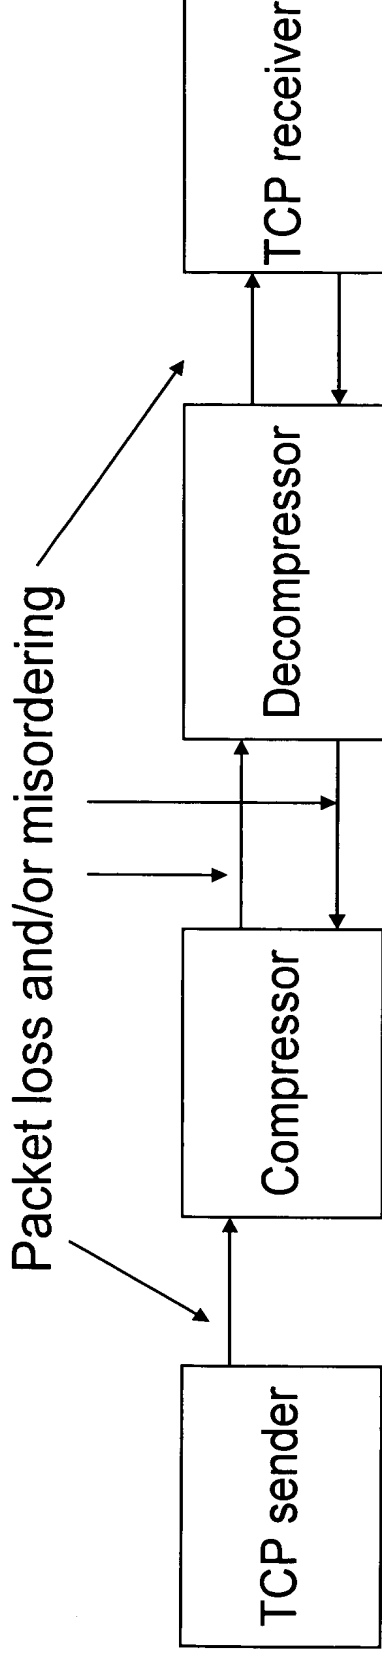 Packet loss and/or misordering
TCP sender
Compressor
Decompressor
TCP receiver